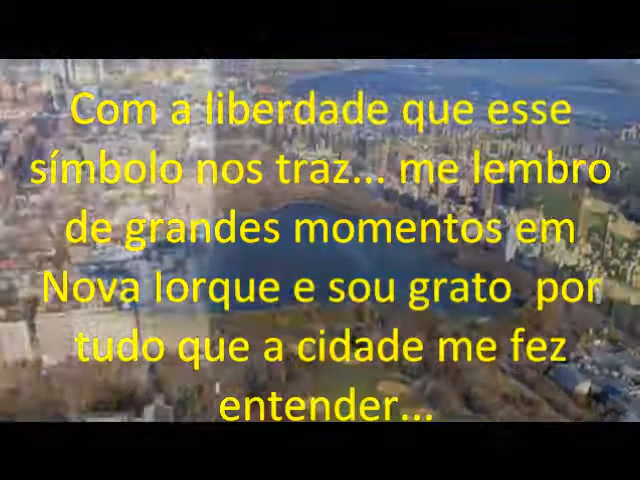 Com a liberdade que esse
símbolo nos traz... me lembro
de grandes momentos em
Nova Iorque e sou grato  por
tudo que a cidade me fez
entender...